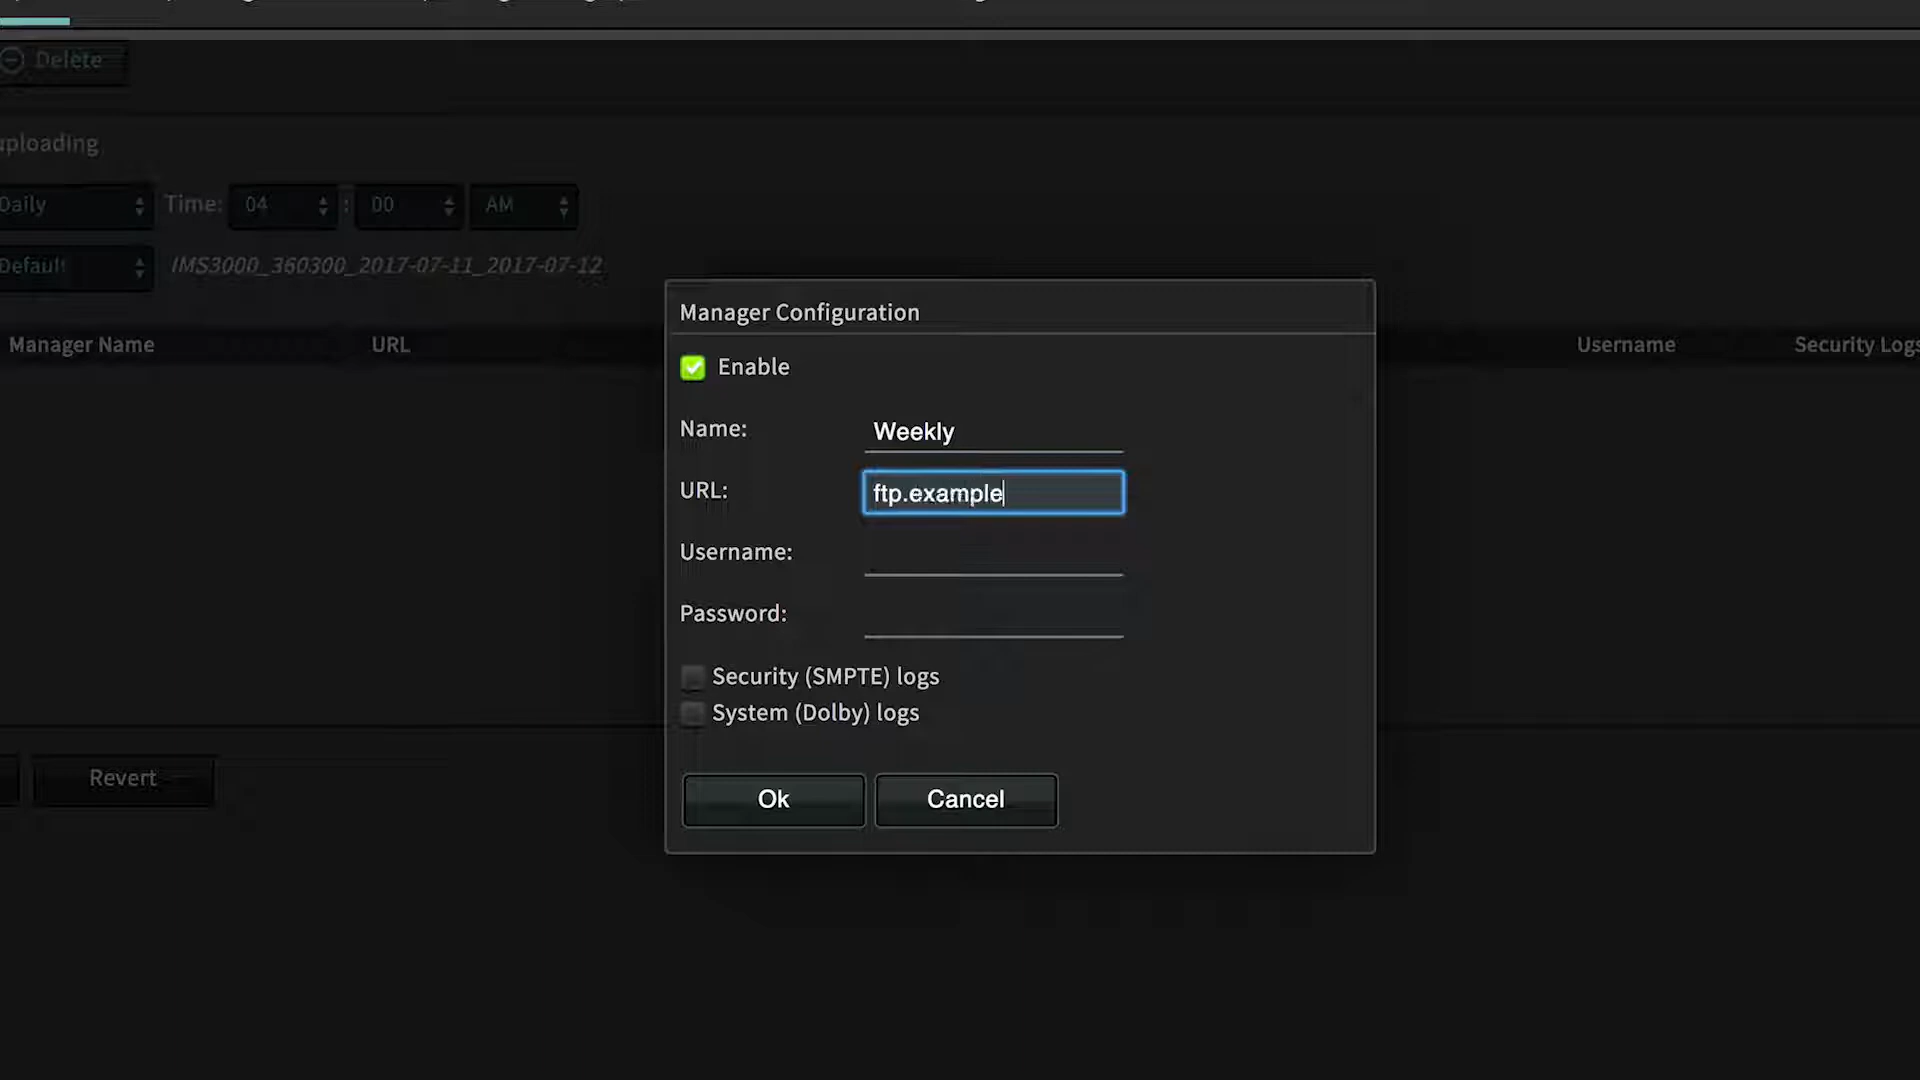 Delete
uploading
Daily Time: 04 : 00 AM
Default IMS3000_360300_2017-07-11_2017-07-12
Manager Name URL Username Security Logs
Manager Configuration
Enable
Name: Weekly
URL: ftp.example
Username:
Password:
Security (SMPTE) logs
System (Dolby) logs
Revert
Ok Cancel